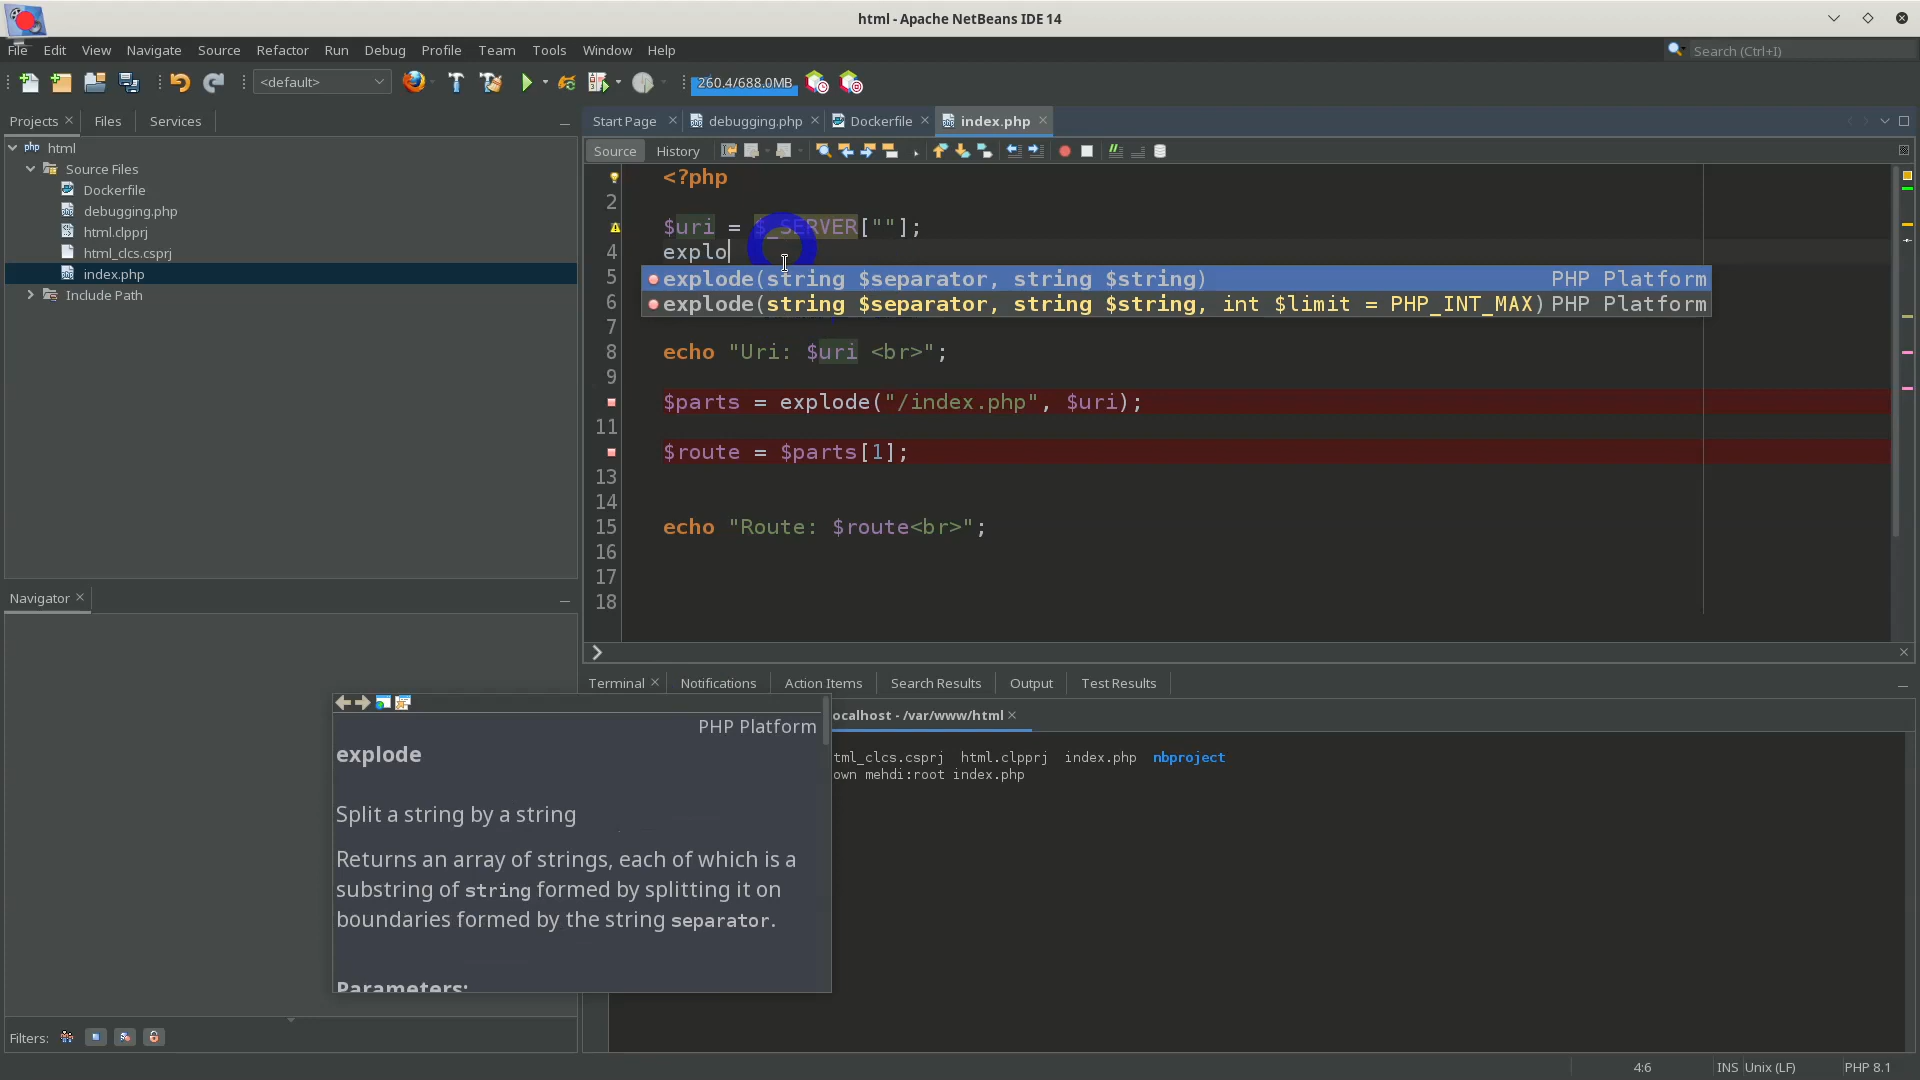 html - Apache NetBeans IDE 14
File Edit View Navigate Source Refactor Run Debug Profile Team Tools Window Help
Search (Ctrl+I)
<default>
260.4/688.0MB
Projects Files Services
html
Source Files
Dockerfile
debugging.php
html.clpprj
html_clcs.csprj
index.php
Include Path
Navigator
Filters:
Start Page debugging.php Dockerfile index.php
Source History
<?php
2
$uri = $_SERVER[""];
4 explo
5 explode(string $separator, string $string) PHP Platform
6 explode(string $separator, string $string, int $limit = PHP_INT_MAX) PHP Platform
7
8 echo "Uri: $uri <br>";
9
$parts = explode("/index.php", $uri);
11
$route = $parts[1];
13
14
15 echo "Route: $route<br>";
16
17
18
Terminal Notifications Action Items Search Results Output Test Results
ocalhost - /var/www/html
tml_clcs.csprj html.clpprj index.php nbproject
own mehdi:root index.php
PHP Platform
explode
Split a string by a string
Returns an array of strings, each of which is a
substring of string formed by splitting it on
boundaries formed by the string separator.
Parameters:
4:6 INS Unix (LF) PHP 8.1